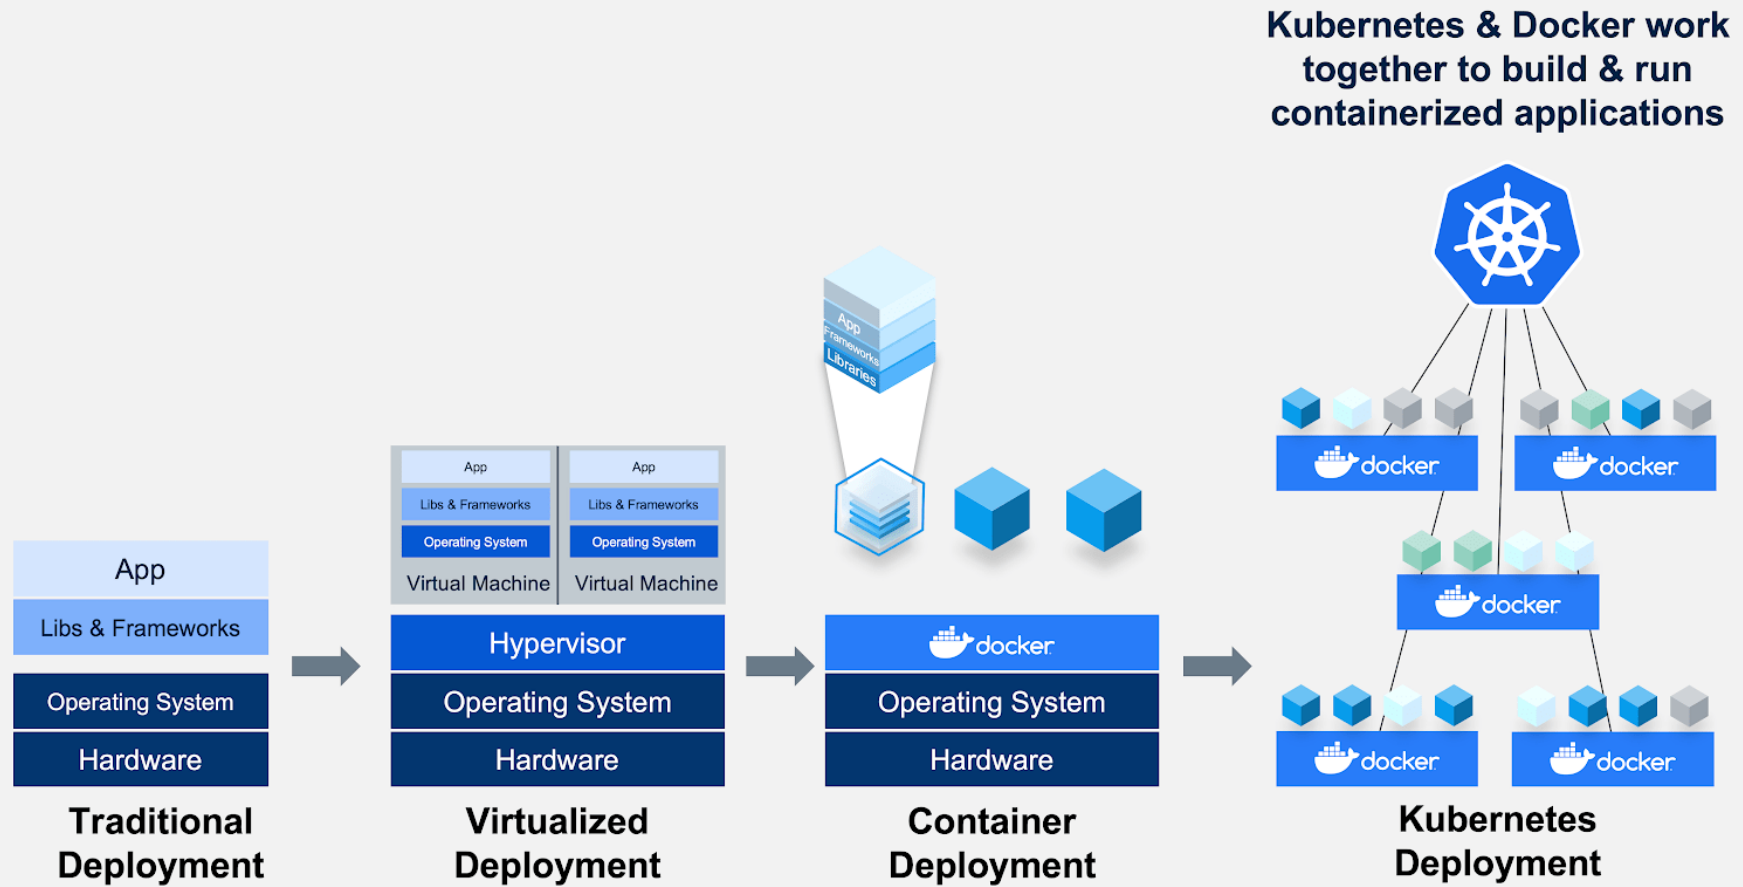 Kubernetes & Docker work
together to build & run
containerized applications
App
Frameworks
Libraries
App
App
Libs & Frameworks
Libs & Frameworks
Operating System
Operating System
Virtual Machine
Virtual Machine
App
Libs & Frameworks
Operating System
Hardware
Hypervisor
Operating System
Hardware
docker
Operating System
Hardware
docker
docker
docker
docker
docker
Traditional
Deployment
Virtualized
Deployment
Container
Deployment
Kubernetes
Deployment